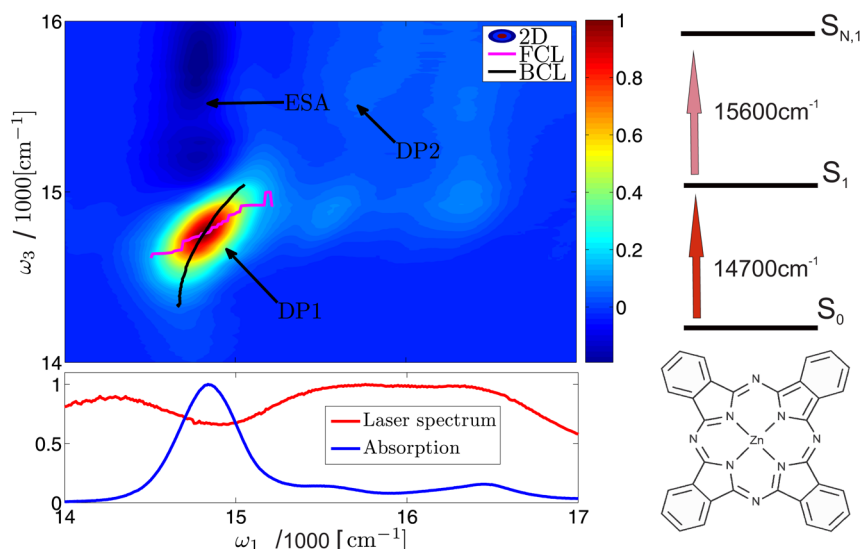 16
15
14
ω3 / 1000[cm−1]
2D
FCL
BCL
ESA
DP2
DP1
1
0.8
0.6
0.4
0.2
0
SN,1
15600cm-1
S1
14700cm-1
S0
1
0.5
0
Laser spectrum
Absorption
14 15 16 17
ω1 /1000 [cm−1]
N N N
N N
Zn
N N